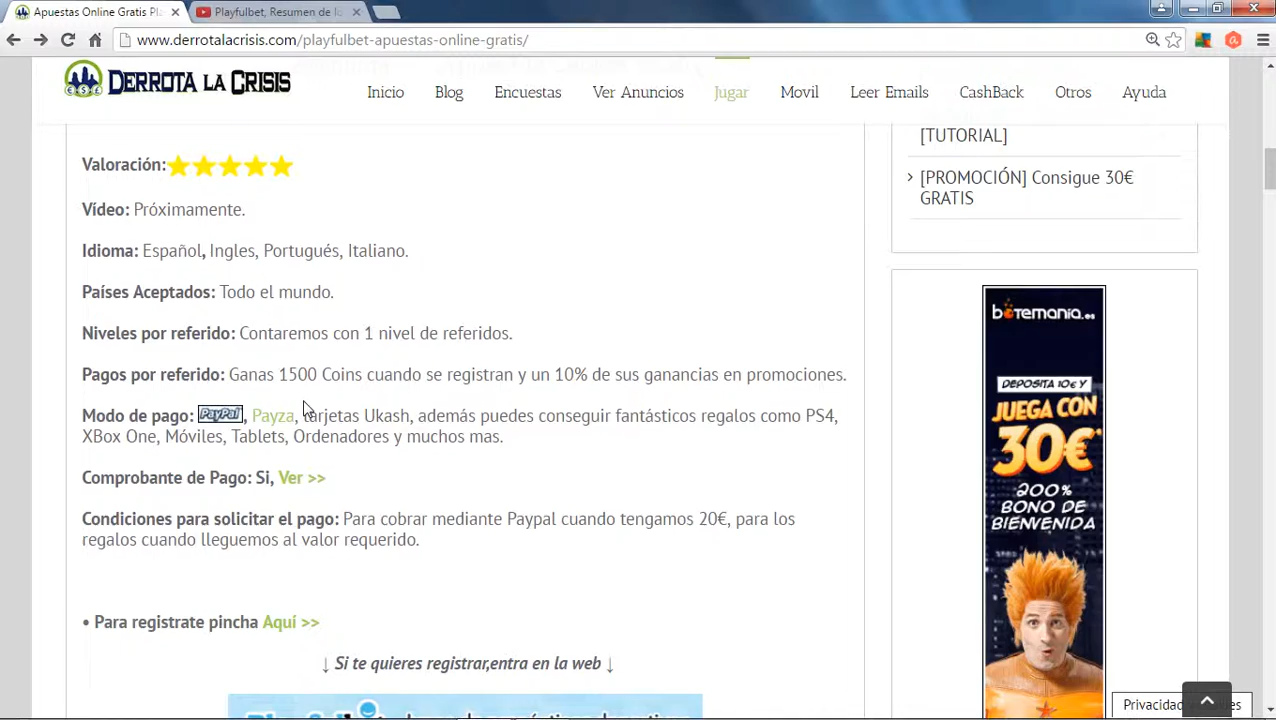 Apuestas Online Gratis Pla
Playfulbet, Resumen de lo
www.derrotalacrisis.com/playfulbet-apuestas-online-gratis/
DERROTA LA CRISIS
Inicio Blog Encuestas Ver Anuncios Jugar Movil Leer Emails CashBack Otros Ayuda
Valoración:
Vídeo: Próximamente.
Idioma: Español, Ingles, Portugués, Italiano.
Países Aceptados: Todo el mundo.
Niveles por referido: Contaremos con 1 nivel de referidos.
Pagos por referido: Ganas 1500 Coins cuando se registran y un 10% de sus ganancias en promociones.
Modo de pago: PayPal, Payza, Tarjetas Ukash, además puedes conseguir fantásticos regalos como PS4,
XBox One, Móviles, Tablets, Ordenadores y muchos mas.
Comprobante de Pago: Si, Ver >>
Condiciones para solicitar el pago: Para cobrar mediante Paypal cuando tengamos 20€, para los
regalos cuando lleguemos al valor requerido.
• Para registrate pincha Aquí >>
↓ Si te quieres registrar,entra en la web ↓
[TUTORIAL]
[PROMOCIÓN] Consigue 30€
GRATIS
botemania.es
DEPOSITA 10€ Y
JUEGA CON
30€
200%
BONO DE
BIENVENIDA
Privacidad